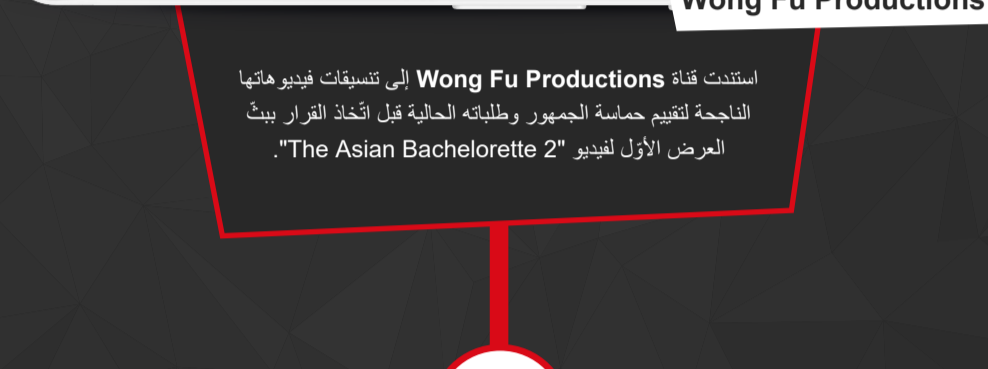 Wong Fu Productions
استندت قناة Wong Fu Productions إلى تنسيقات فيديوهاتها
الناجحة لتقييم حماسة الجمهور وطلباته الحالية قبل اتّخاذ القرار ببثّ
العرض الأوّل لفيديو "The Asian Bachelorette 2".